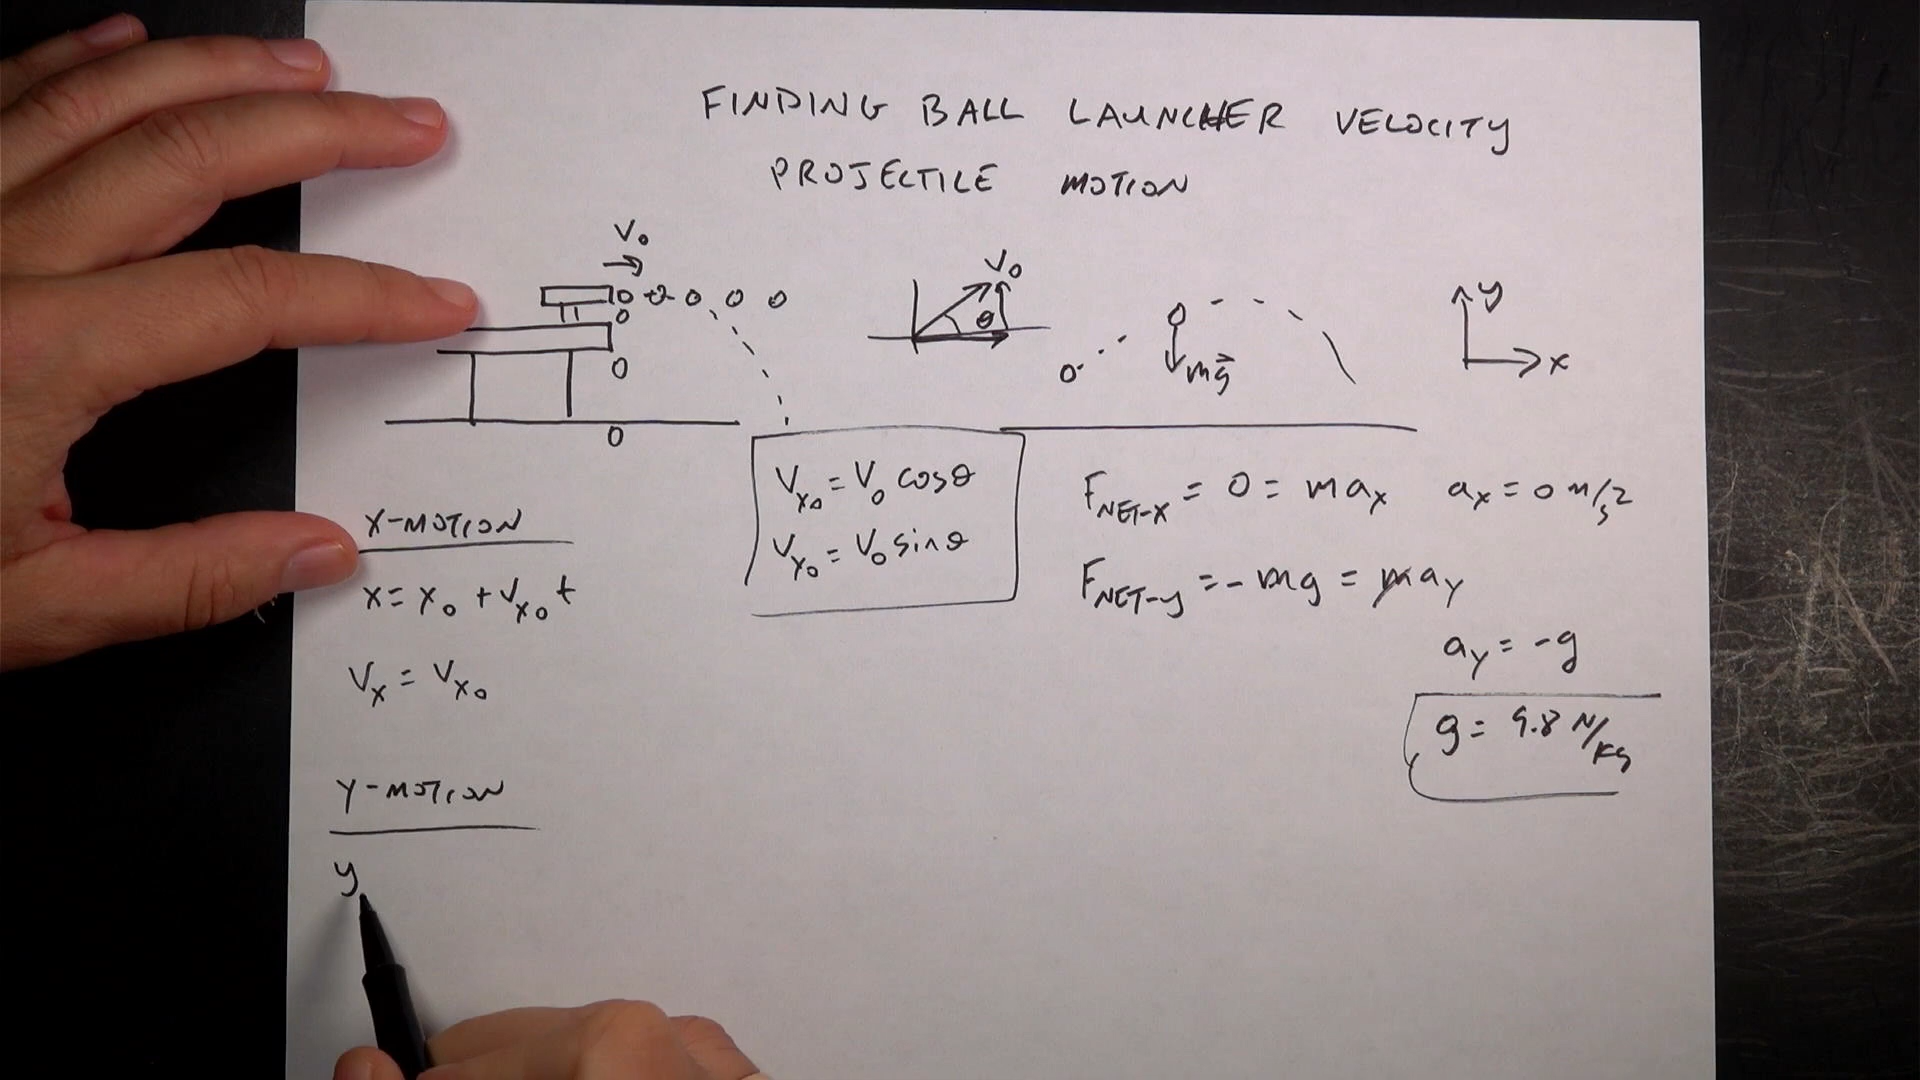 FINDING BALL LAUNCHER VELOCITY
PROJECTILE MOTION
V₀
V₀
θ
mg⃗
y
x
X-MOTION
x = x₀ + Vx₀ t
Vx = Vx₀
Vx₀ = V₀ cosθ
Vy₀ = V₀ sinθ
FNET-x = 0 = max ax = 0 m/s²
FNET-y = -mg = may
ay = -g
g = 9.8 N/kg
Y-MOTION
y